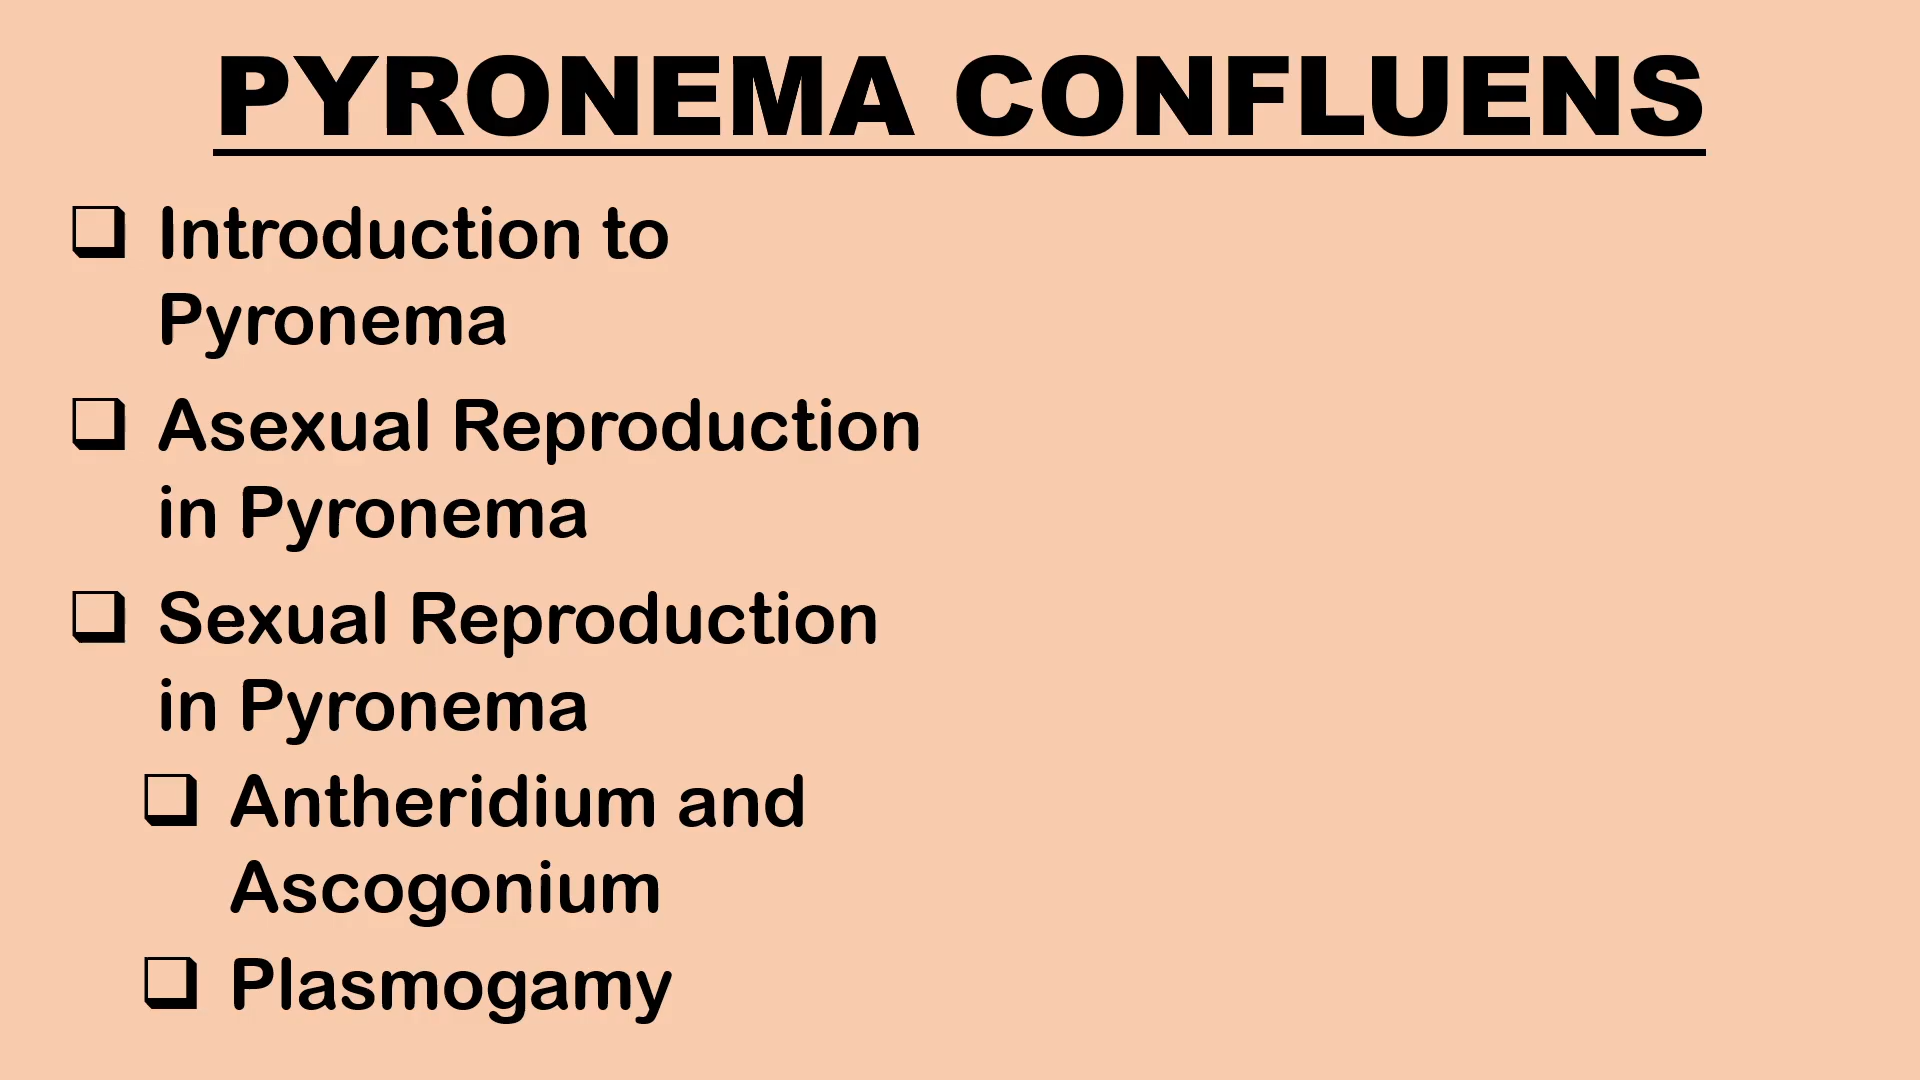 PYRONEMA CONFLUENS
❑ Introduction to
Pyronema
❑ Asexual Reproduction
in Pyronema
❑ Sexual Reproduction
in Pyronema
❑ Antheridium and
Ascogonium
❑ Plasmogamy